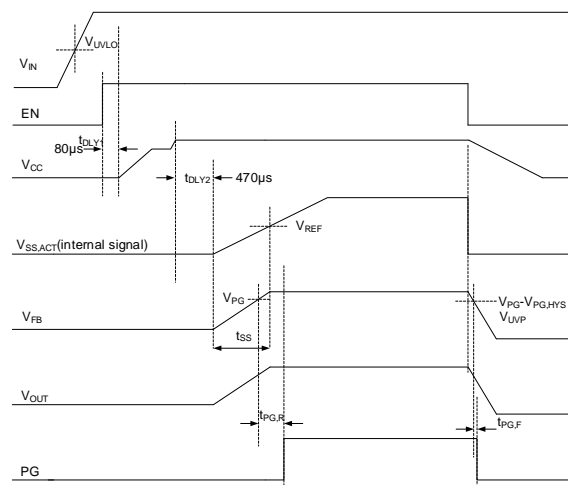 V_UVLO
V_IN
EN
t_DLY1
80µs
V_CC
t_DLY2
470µs
V_REF
V_SS,ACT(internal signal)
V_PG
V_PG-V_PG,HYS
V_UVP
V_FB
t_SS
V_OUT
t_PG,R
t_PG,F
PG